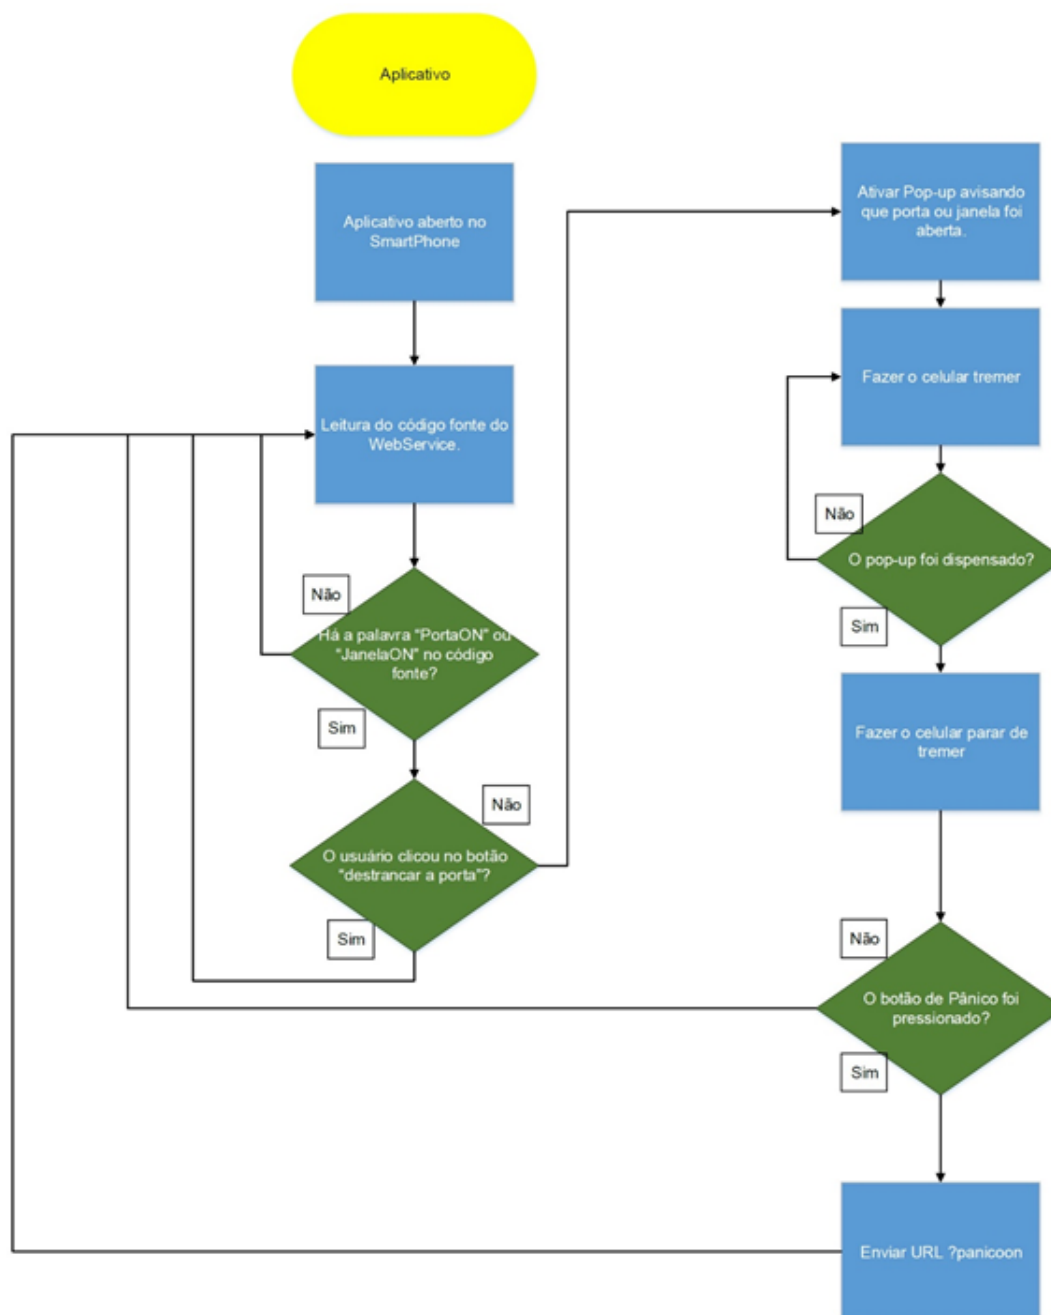 Aplicativo
Aplicativo aberto no
SmartPhone
Leitura do código fonte do
WebService.
Não
Há a palavra "PortaON" ou
"JanelaON" no código
fonte?
Sim
Não
O usuário clicou no botão
"destrancar a porta"?
Sim
Ativar Pop-up avisando
que porta ou janela foi
aberta.
Fazer o celular tremer
Não
O pop-up foi dispensado?
Sim
Fazer o celular parar de
tremer
Não
O botão de Pânico foi
pressionado?
Sim
Enviar URL ?panicoon